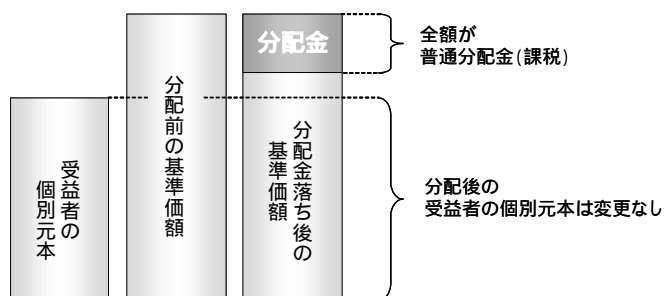 分配金
全額が
普通分配金(課税)
受益者の
個別元本
分配前の基準価額
分配金落ち後の
基準価額
分配後の
受益者の個別元本は変更なし